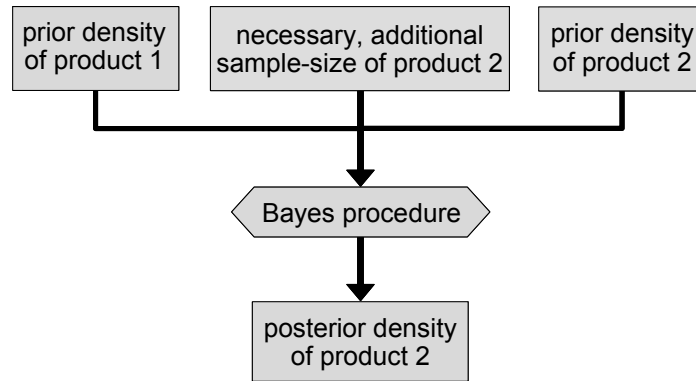 prior density
of product 1
necessary, additional
sample-size of product 2
prior density
of product 2
Bayes procedure
posterior density
of product 2